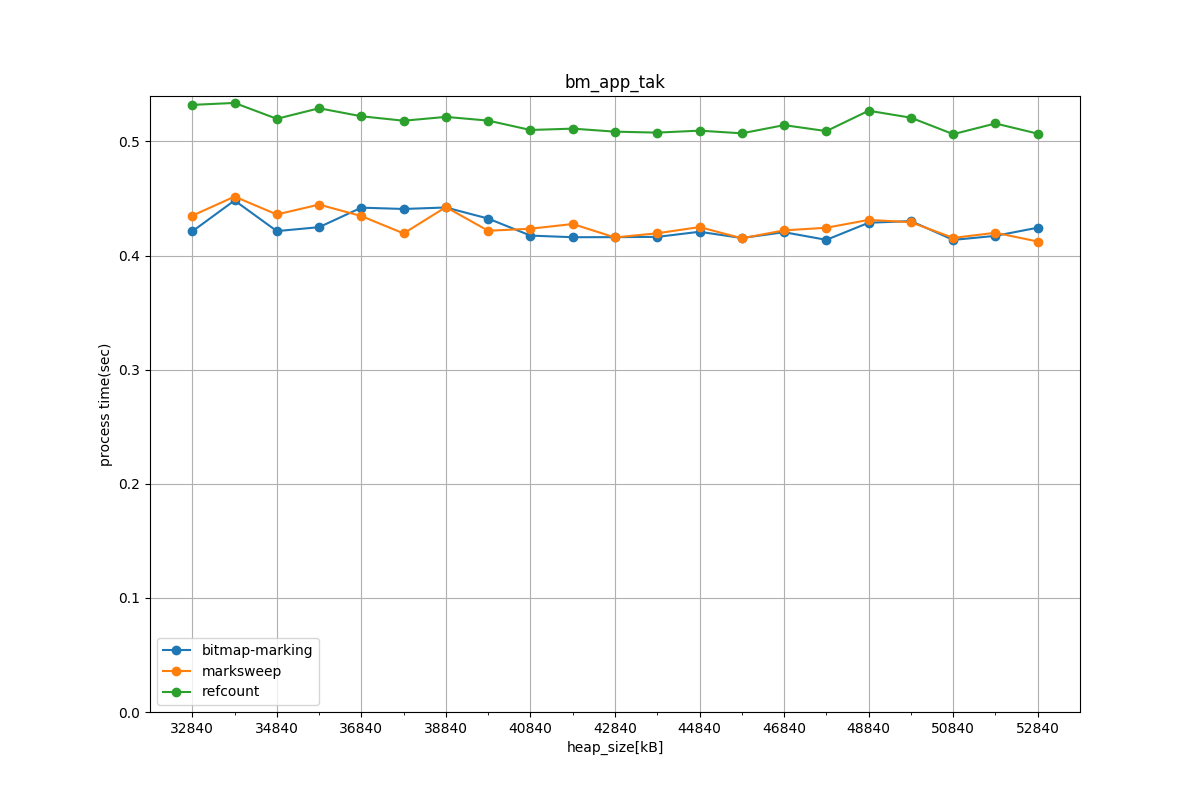 bm_app_tak
process time(sec)
0.5
0.4
0.3
0.2
0.1
0.0
bitmap-marking
marksweep
refcount
32840 34840 36840 38840 40840 42840 44840 46840 48840 50840 52840
heap_size[kB]